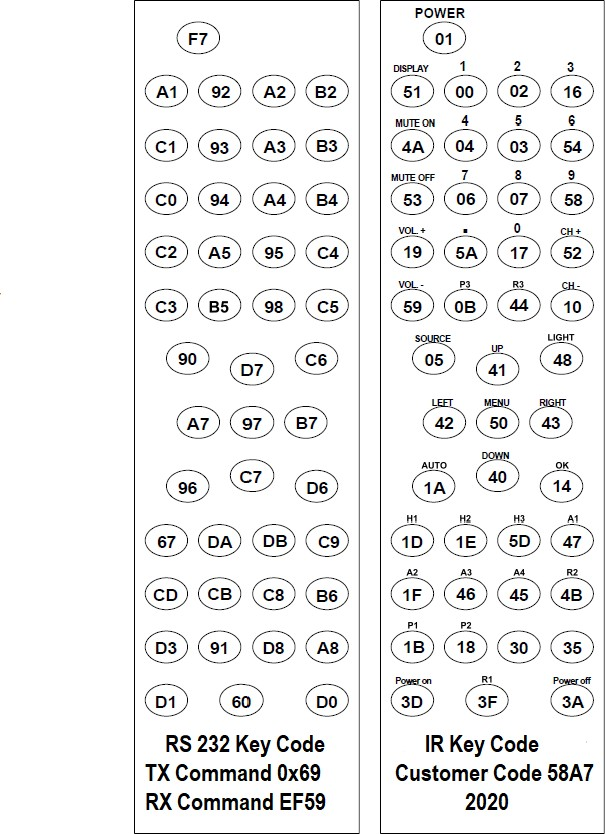 F7
A1 92 A2 B2
C1 93 A3 B3
C0 94 A4 B4
C2 A5 95 C4
C3 B5 98 C5
90 D7 C6
A7 97 B7
96 C7 D6
67 DA DB C9
CD CB C8 B6
D3 91 D8 A8
D1 60 D0
RS 232 Key Code
TX Command 0x69
RX Command EF59
POWER
01
DISPLAY 1 2 3
51 00 02 16
MUTE ON 4 5 6
4A 04 03 54
MUTE OFF 7 8 9
53 06 07 58
VOL. + . 0 CH +
19 5A 17 52
VOL. - P3 R3 CH -
59 0B 44 10
SOURCE UP LIGHT
05 41 48
LEFT MENU RIGHT
42 50 43
AUTO DOWN OK
1A 40 14
H1 H2 H3 A1
1D 1E 5D 47
A2 A3 A4 R2
1F 46 45 4B
P1 P2
1B 18 30 35
Power on R1 Power off
3D 3F 3A
IR Key Code
Customer Code 58A7
2020